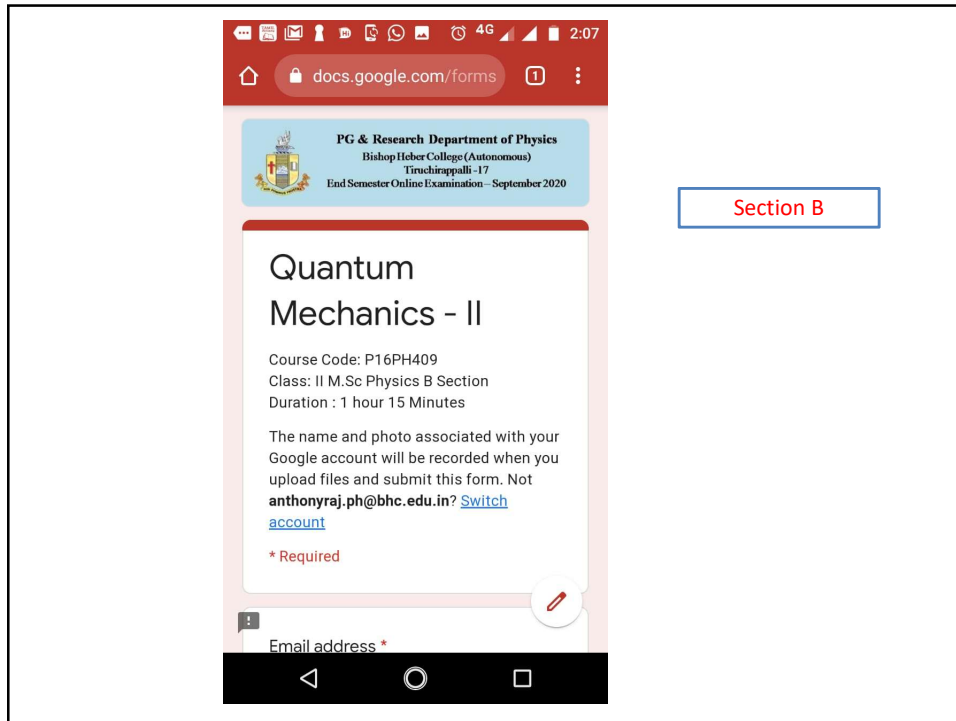 4G 2:07
docs.google.com/forms 1
PG & Research Department of Physics
Bishop Heber College (Autonomous)
Tiruchirappalli -17
End Semester Online Examination – September 2020
Section B
Quantum
Mechanics - II
Course Code: P16PH409
Class: II M.Sc Physics B Section
Duration : 1 hour 15 Minutes
The name and photo associated with your
Google account will be recorded when you
upload files and submit this form. Not
anthonyraj.ph@bhc.edu.in? Switch
account
* Required
Email address *